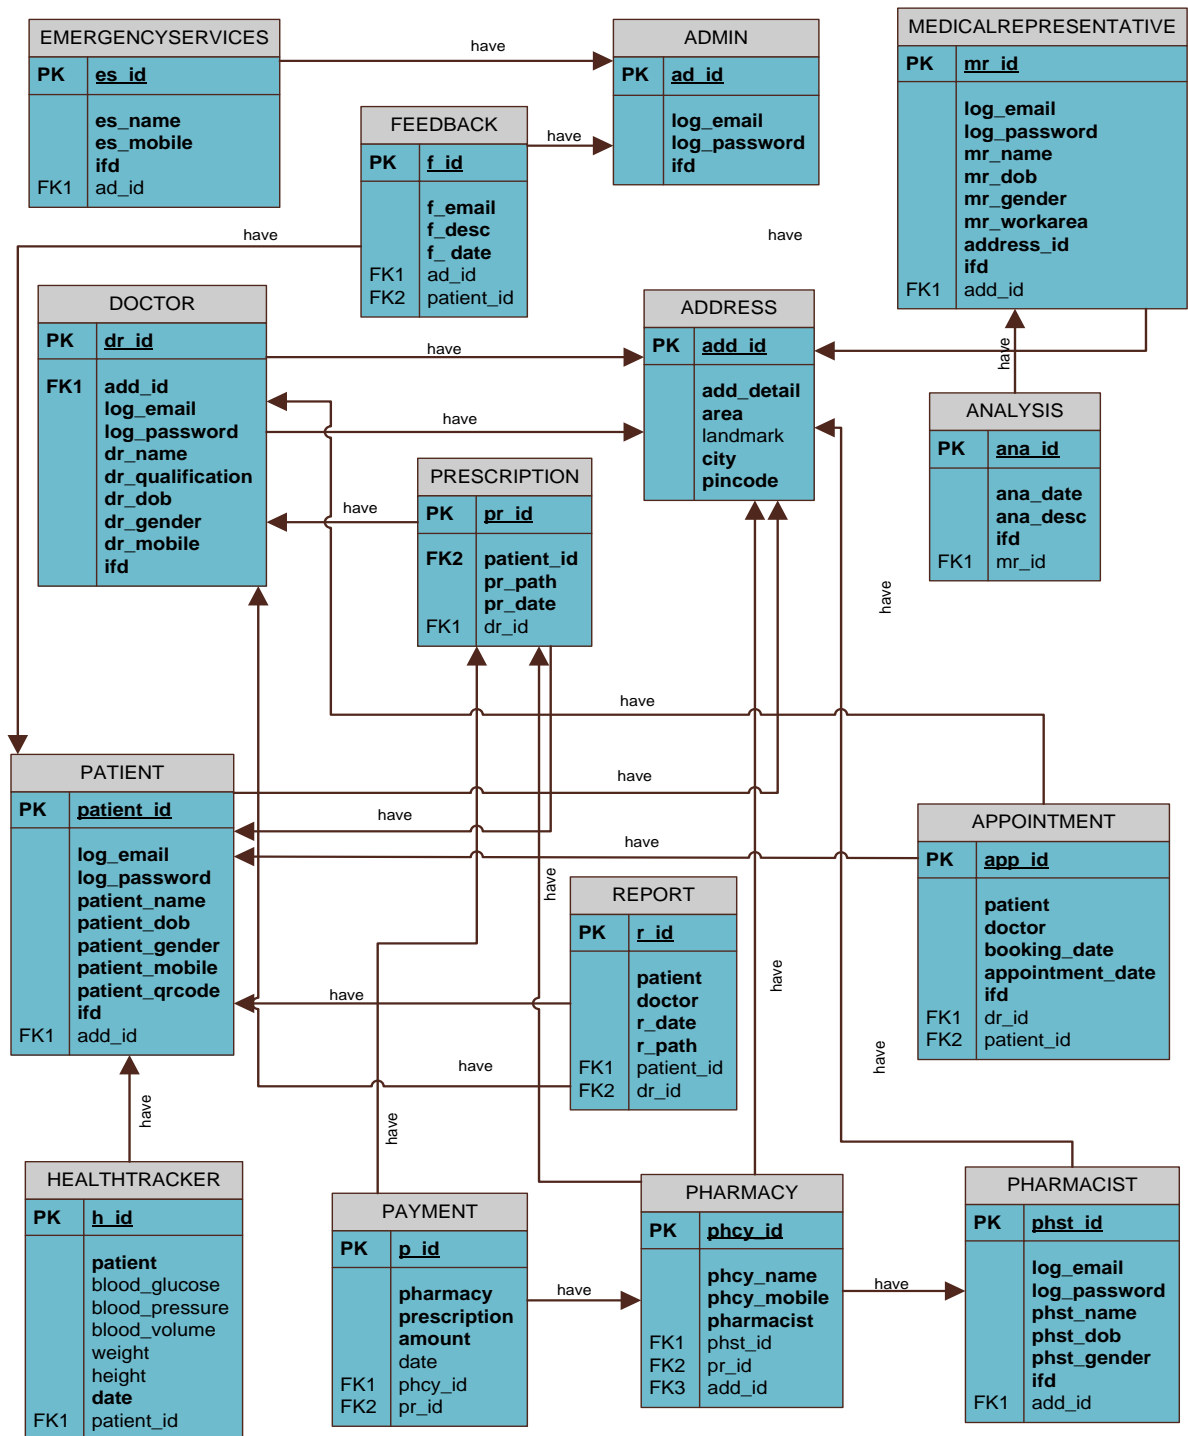 EMERGENCYSERVICES
PK es_id
es_name
es_mobile
ifd
FK1 ad_id
have
ADMIN
PK ad_id
log_email
log_password
ifd
MEDICALREPRESENTATIVE
PK mr_id
log_email
log_password
mr_name
mr_dob
mr_gender
mr_workarea
address_id
ifd
FK1 add_id
FEEDBACK
PK f_id
f_email
f_desc
f_ date
FK1 ad_id
FK2 patient_id
have
have
have
DOCTOR
PK dr_id
FK1 add_id
log_email
log_password
dr_name
dr_qualification
dr_dob
dr_gender
dr_mobile
ifd
have
have
have
ADDRESS
PK add_id
add_detail
area
landmark
city
pincode
have
ANALYSIS
PK ana_id
ana_date
ana_desc
ifd
FK1 mr_id
PRESCRIPTION
PK pr_id
FK2 patient_id
pr_path
pr_date
FK1 dr_id
have
have
PATIENT
PK patient_id
log_email
log_password
patient_name
patient_dob
patient_gender
patient_mobile
patient_qrcode
ifd
FK1 add_id
have
have
have
APPOINTMENT
PK app_id
patient
doctor
booking_date
appointment_date
ifd
FK1 dr_id
FK2 patient_id
have
REPORT
PK r_id
patient
doctor
r_date
r_path
FK1 patient_id
FK2 dr_id
have
have
have
have
have
have
HEALTHTRACKER
PK h_id
patient
blood_glucose
blood_pressure
blood_volume
weight
height
date
FK1 patient_id
PAYMENT
PK p_id
pharmacy
prescription
amount
date
FK1 phcy_id
FK2 pr_id
have
PHARMACY
PK phcy_id
phcy_name
phcy_mobile
pharmacist
FK1 phst_id
FK2 pr_id
FK3 add_id
have
PHARMACIST
PK phst_id
log_email
log_password
phst_name
phst_dob
phst_gender
ifd
FK1 add_id